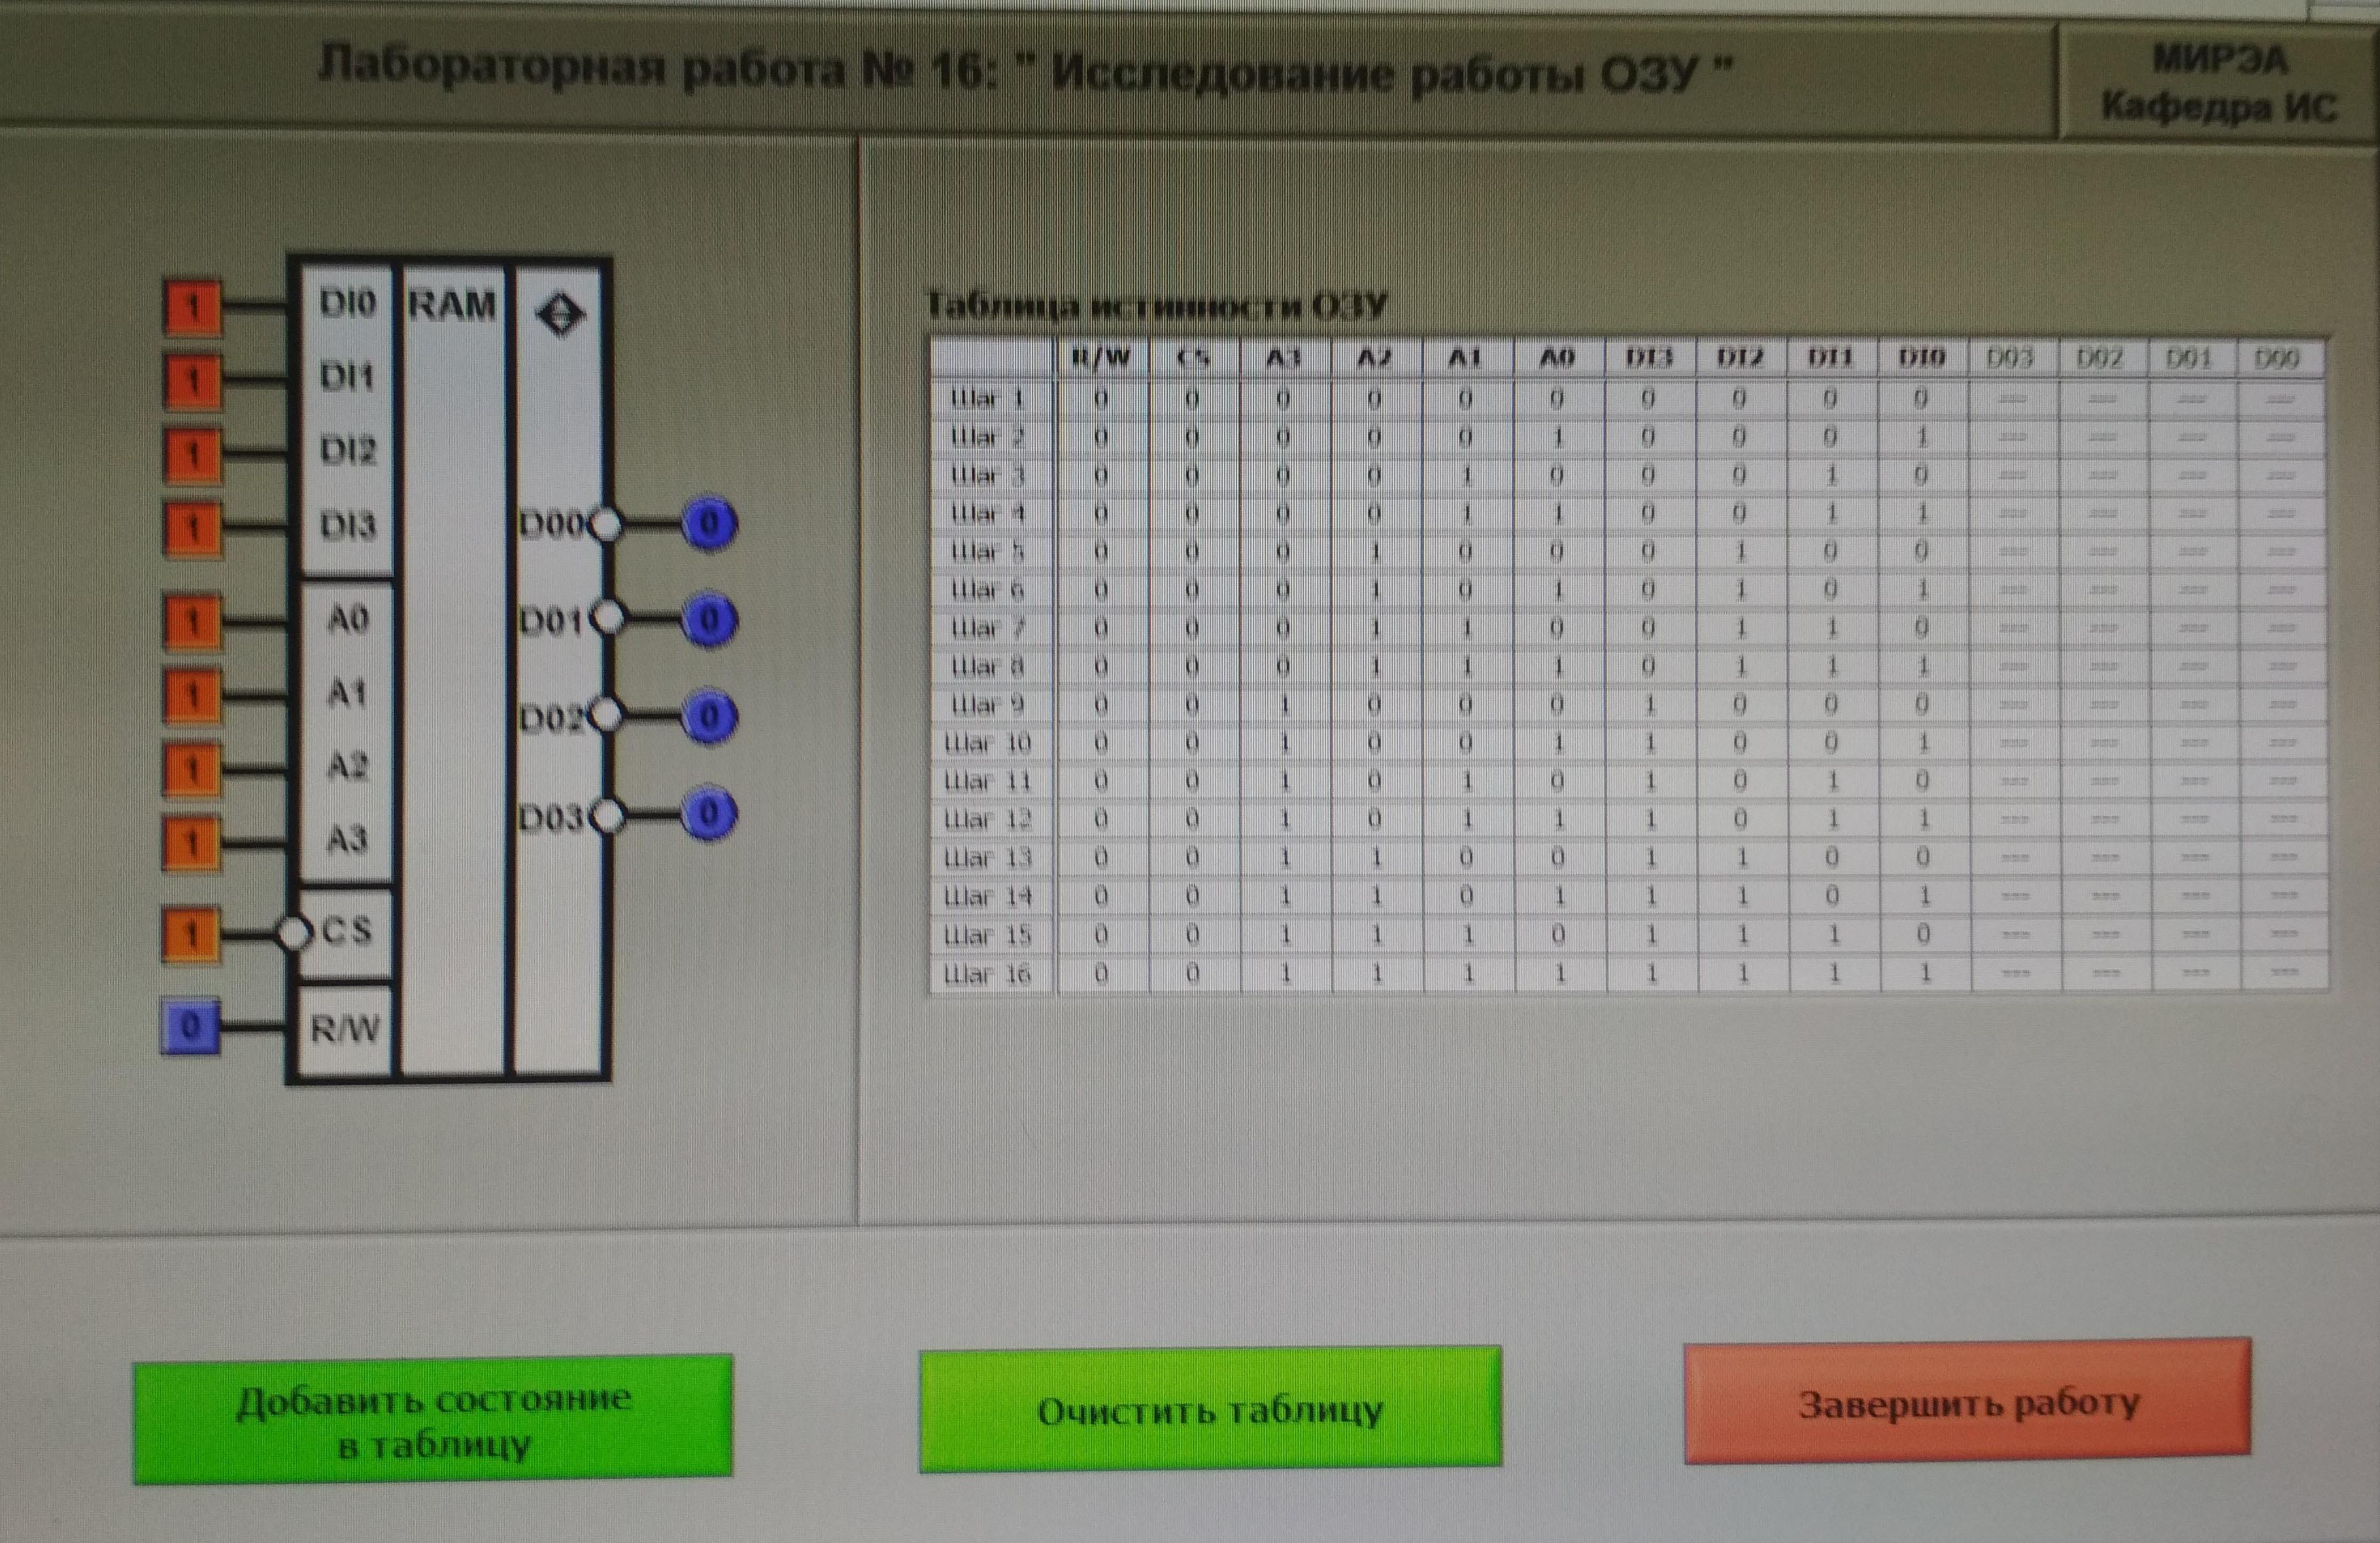 Лабораторная работа № 16: " Исследование работы ОЗУ "
МИРЭА
Кафедра ИС
1 DI0 RAM
1 DI1
1 DI2
1 DI3
D00 0
1 A0
D01 0
1 A1
D02 0
1 A2
D03 0
1 A3
1 CS
0 R/W
Таблица истинности ОЗУ
R/W CS A3 A2 A1 A0 DI3 DI2 DI1 DI0 D03 D02 D01 D00
Шаг 1 0 0 0 0 0 0 0 0 0 0 --- --- --- ---
Шаг 2 0 0 0 0 0 1 0 0 0 1 --- --- --- ---
Шаг 3 0 0 0 0 1 0 0 0 1 0 --- --- --- ---
Шаг 4 0 0 0 0 1 1 0 0 1 1 --- --- --- ---
Шаг 5 0 0 0 1 0 0 0 1 0 0 --- --- --- ---
Шаг 6 0 0 0 1 0 1 0 1 0 1 --- --- --- ---
Шаг 7 0 0 0 1 1 0 0 1 1 0 --- --- --- ---
Шаг 8 0 0 0 1 1 1 0 1 1 1 --- --- --- ---
Шаг 9 0 0 1 0 0 0 1 0 0 0 --- --- --- ---
Шаг 10 0 0 1 0 0 1 1 0 0 1 --- --- --- ---
Шаг 11 0 0 1 0 1 0 1 0 1 0 --- --- --- ---
Шаг 12 0 0 1 0 1 1 1 0 1 1 --- --- --- ---
Шаг 13 0 0 1 1 0 0 1 1 0 0 --- --- --- ---
Шаг 14 0 0 1 1 0 1 1 1 0 1 --- --- --- ---
Шаг 15 0 0 1 1 1 0 1 1 1 0 --- --- --- ---
Шаг 16 0 0 1 1 1 1 1 1 1 1 --- --- --- ---
Добавить состояние
в таблицу
Очистить таблицу
Завершить работу